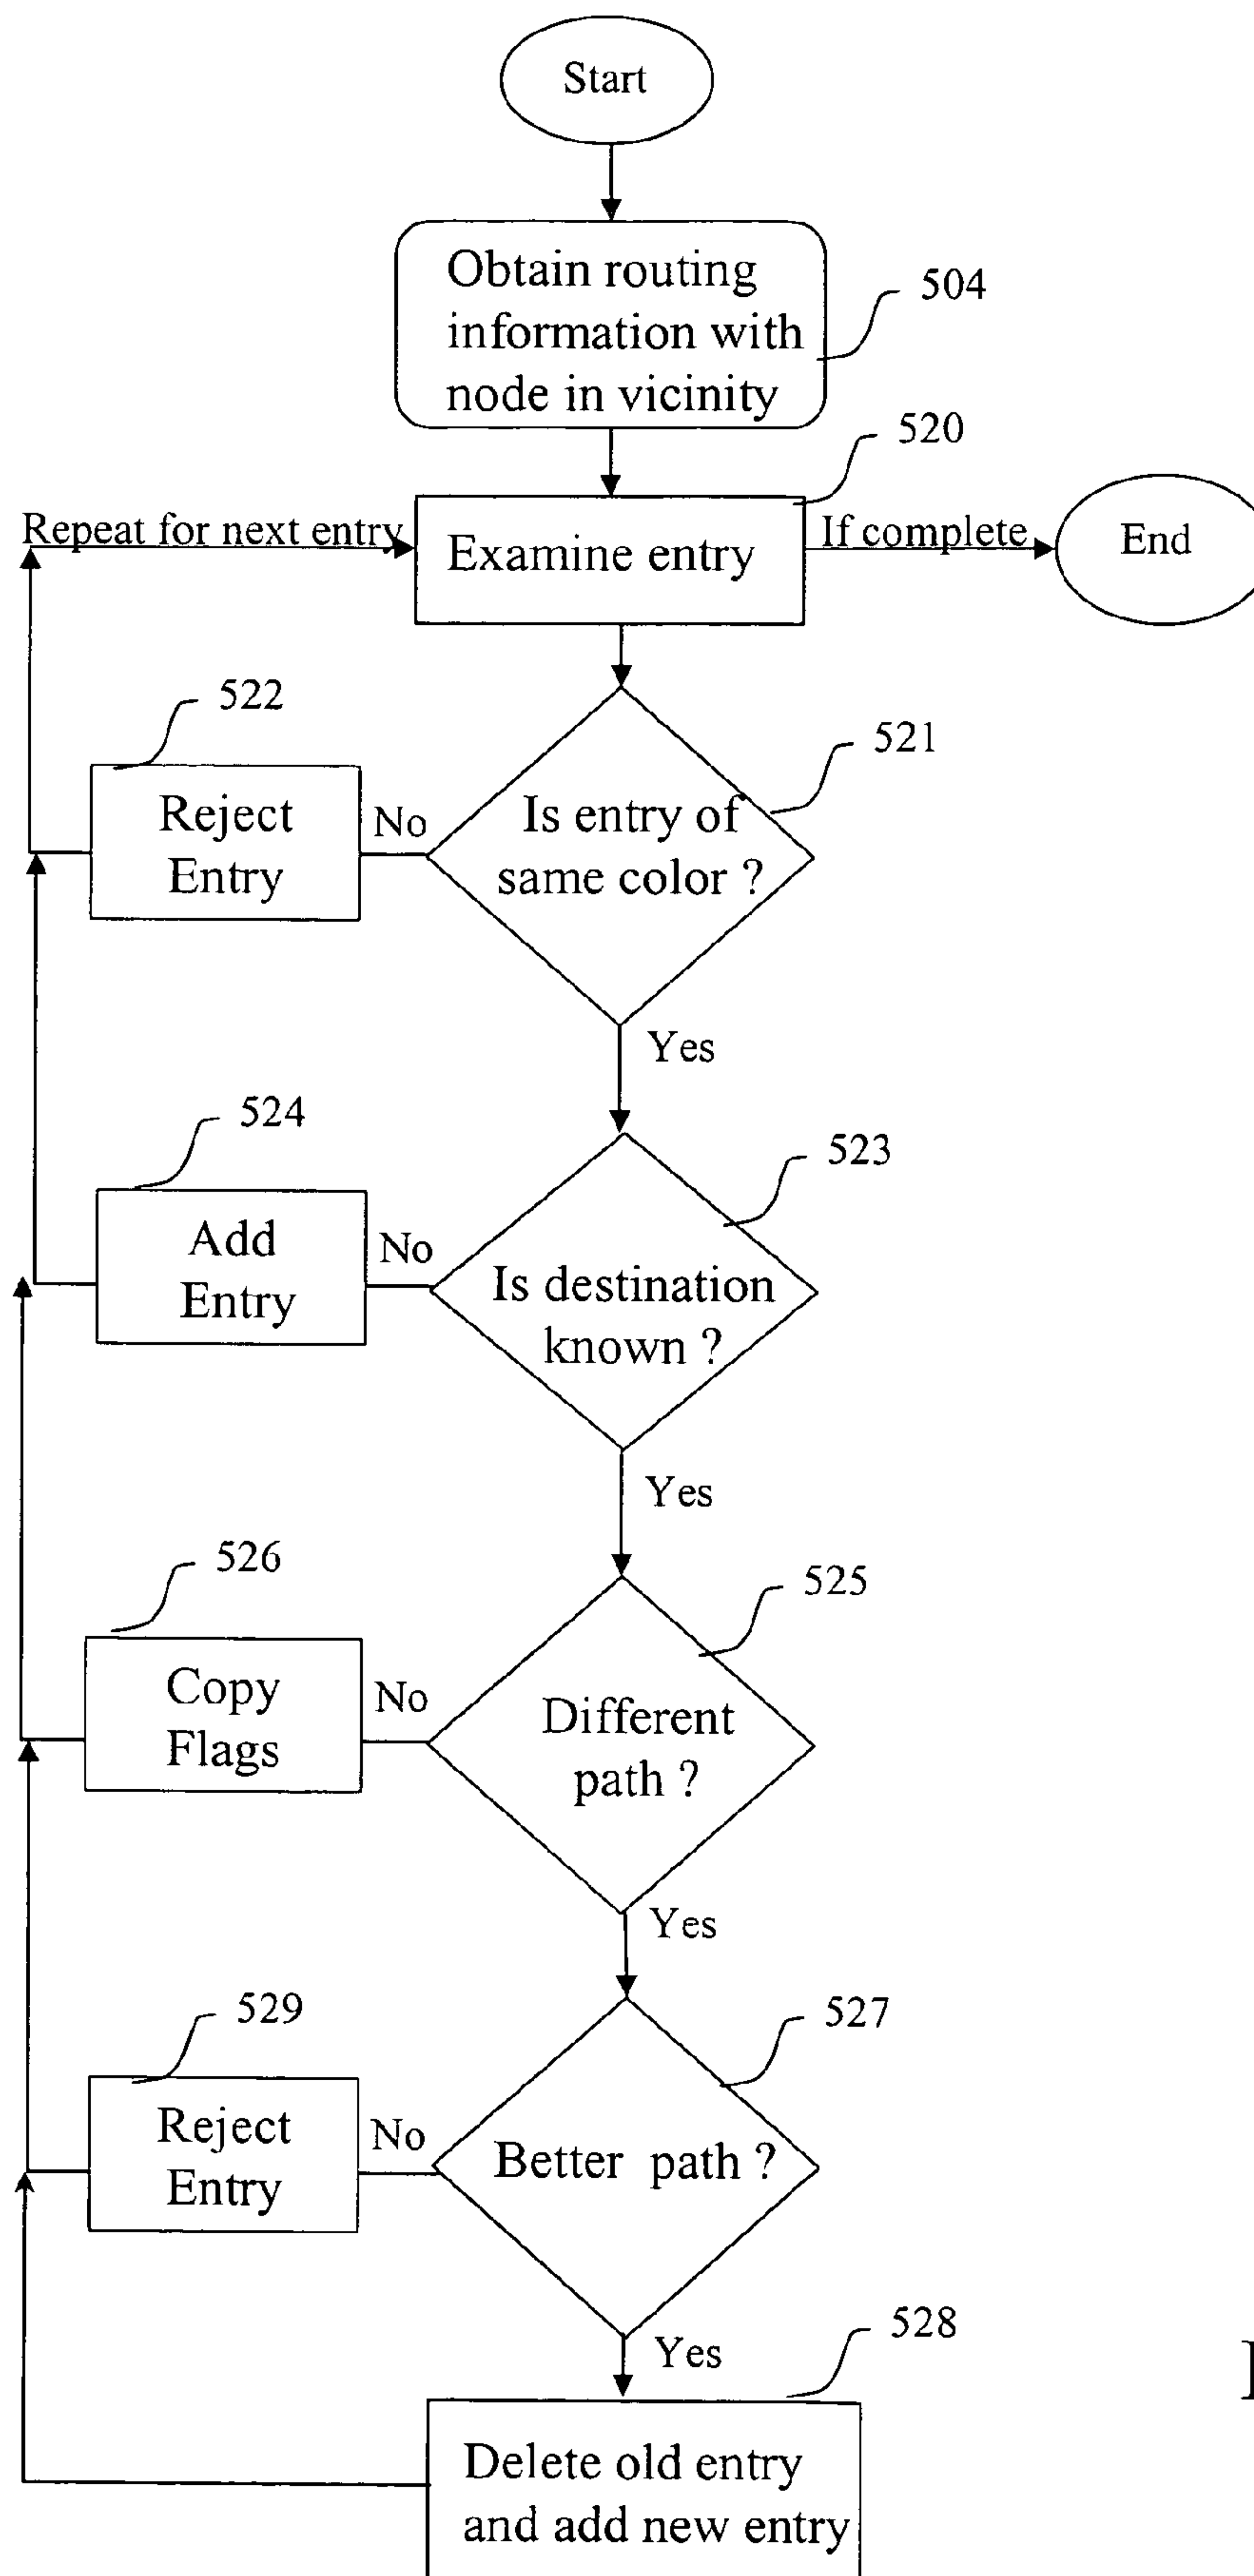 Start
Obtain routing
information with
node in vicinity
504
520
Repeat for next entry
Examine entry
If complete
End
522
521
Reject
Entry
No
Is entry of
same color ?
Yes
524
523
Add
Entry
No
Is destination
known ?
Yes
526
525
Copy
Flags
No
Different
path ?
Yes
529
527
Reject
Entry
No
Better path ?
Yes
528
Delete old entry
and add new entry